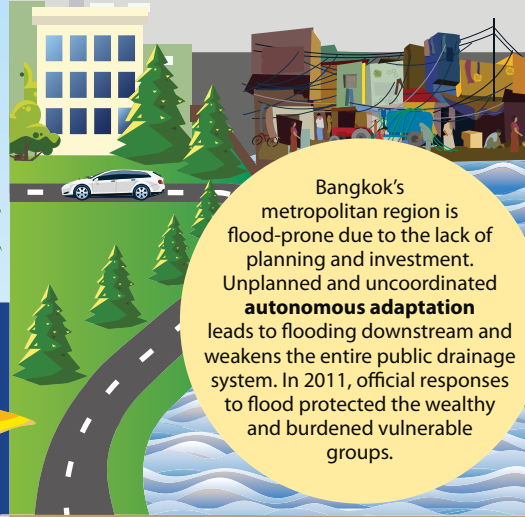 Bangkok's
metropolitan region is
flood-prone due to the lack of
planning and investment.
Unplanned and uncoordinated
autonomous adaptation
leads to flooding downstream and
weakens the entire public drainage
system. In 2011, official responses
to flood protected the wealthy
and burdened vulnerable
groups.